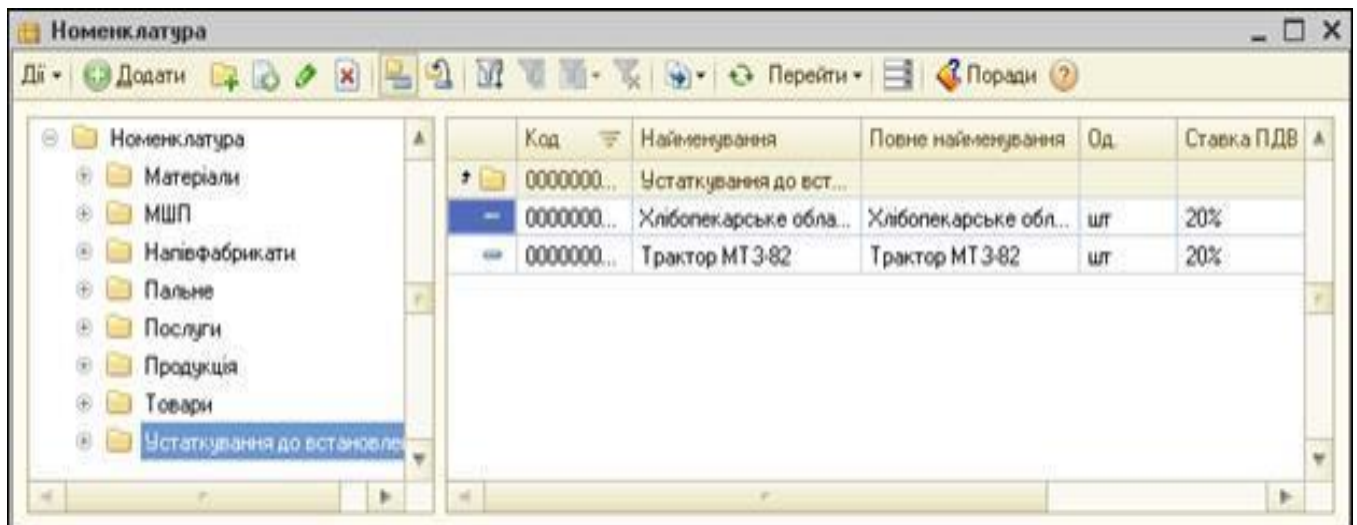 Номенклатура
Дії Додати Перейти Поради
Номенклатура
Матеріали
МШП
Напівфабрикати
Пальне
Послуги
Продукція
Товари
Устаткування до встановле
Код Найменування Повне найменування Од. Ставка ПДВ
0000000... Устаткування до вст...
0000000... Хлібопекарське обла... Хлібопекарське обл... шт 20%
0000000... Трактор МТЗ-82 Трактор МТЗ-82 шт 20%